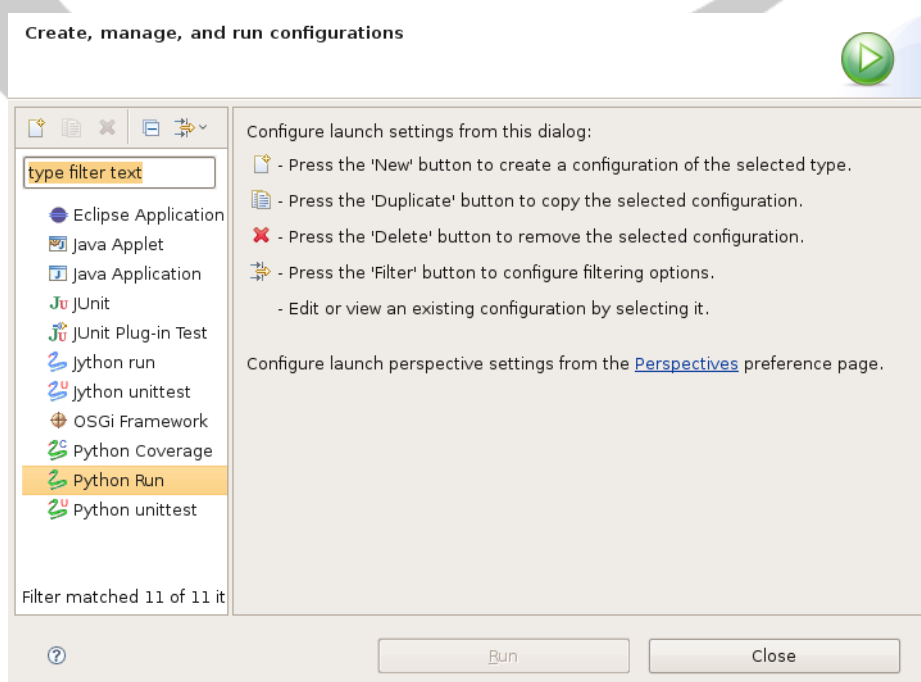 Create, manage, and run configurations
type filter text
Eclipse Application
Java Applet
Java Application
JUnit
JUnit Plug-in Test
Jython run
Jython unittest
OSGi Framework
Python Coverage
Python Run
Python unittest
Filter matched 11 of 11 it
Configure launch settings from this dialog:
- Press the 'New' button to create a configuration of the selected type.
- Press the 'Duplicate' button to copy the selected configuration.
- Press the 'Delete' button to remove the selected configuration.
- Press the 'Filter' button to configure filtering options.
- Edit or view an existing configuration by selecting it.
Configure launch perspective settings from the Perspectives preference page.
Run
Close